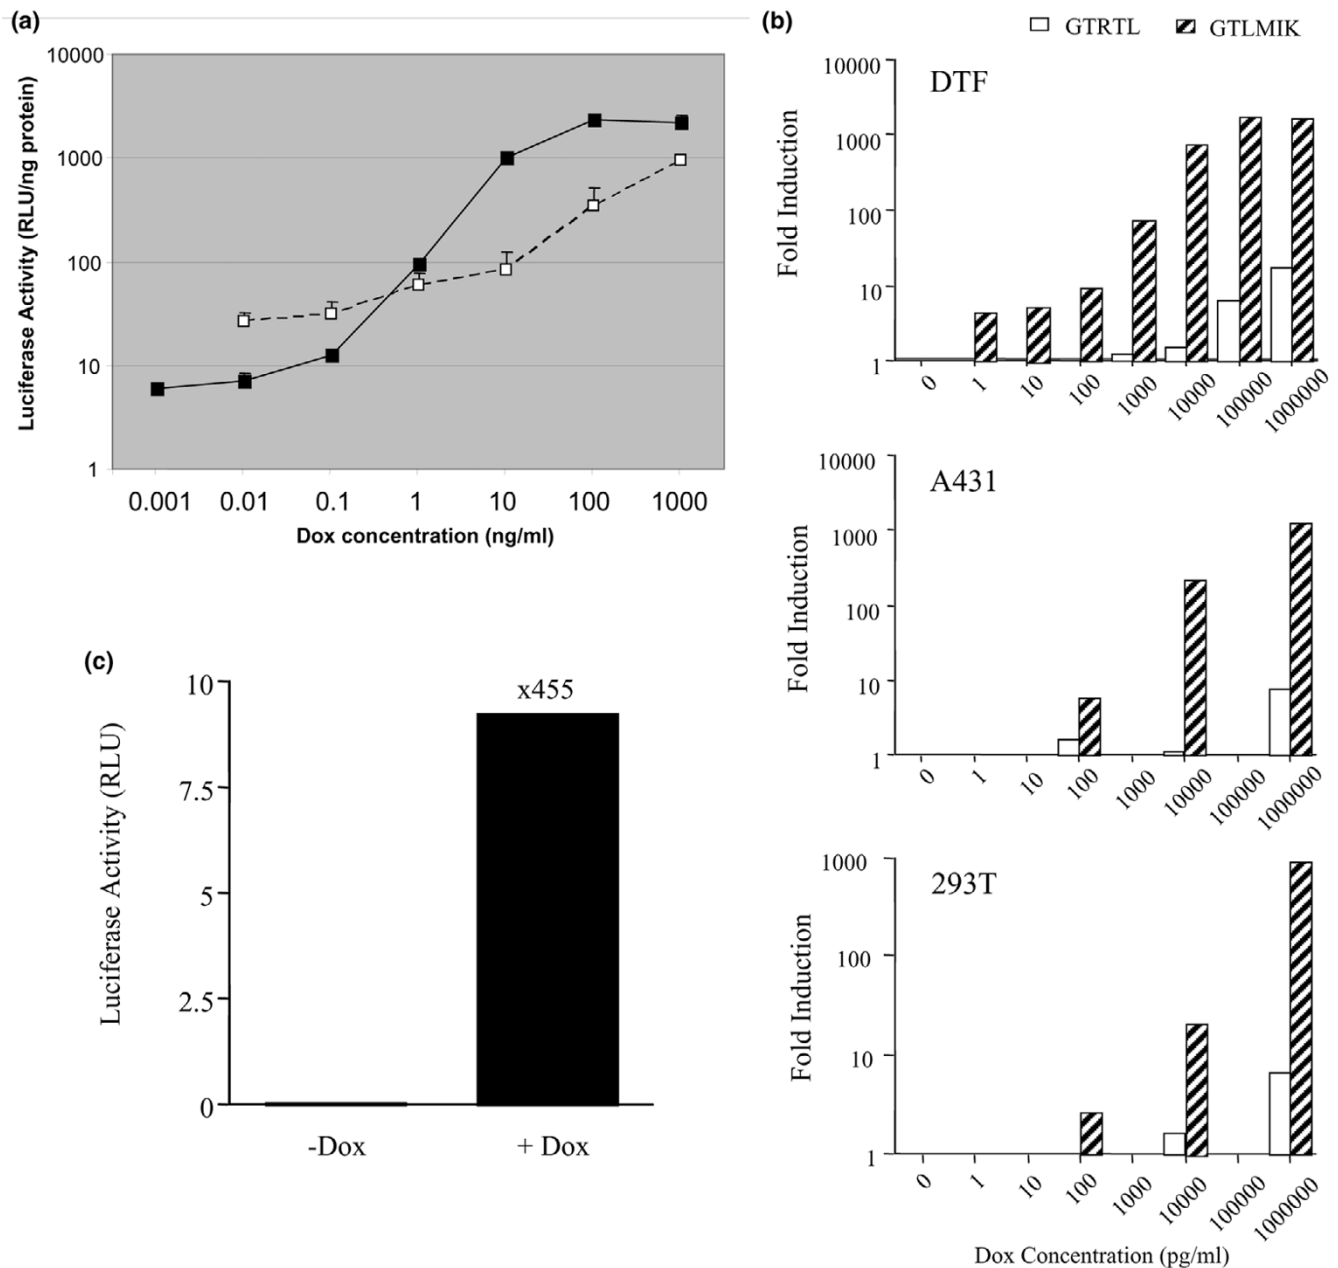 (a)
10000
1000
100
10
1
Luciferase Activity (RLU/ng protein)
0.001 0.01 0.1 1 10 100 1000
Dox concentration (ng/ml)
(b)
GTRTL GTLMIK
DTF
10000
1000
100
10
1
Fold Induction
0 1 10 100 1000 10000 100000 1000000
A431
10000
1000
100
10
1
Fold Induction
0 1 10 100 1000 10000 100000 1000000
293T
1000
100
10
1
Fold Induction
0 1 10 100 1000 10000 100000 1000000
Dox Concentration (pg/ml)
(c)
x455
10
7.5
5
2.5
0
Luciferase Activity (RLU)
-Dox + Dox